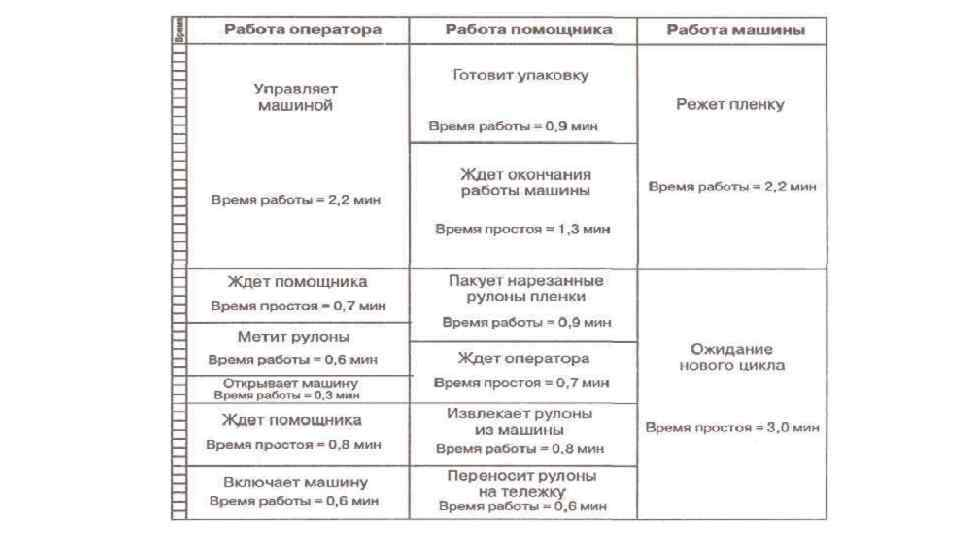 Время
Работа оператора
Работа помощника
Работа машины
Управляет
машиной
Время работы = 2,2 мин
Готовит упаковку
Время работы = 0,9 мин
Режет пленку
Время работы = 2,2 мин
Ждет окончания
работы машины
Время простоя = 1,3 мин
Ждет помощника
Время простоя = 0,7 мин
Пакует нарезанные
рулоны пленки
Время работы = 0,9 мин
Ожидание
нового цикла
Время простоя = 3,0 мин
Метит рулоны
Время работы = 0,6 мин
Ждет оператора
Время простоя = 0,7 мин
Открывает машину
Время работы = 0,3 мин
Ждет помощника
Время простоя = 0,8 мин
Извлекает рулоны
из машины
Время работы = 0,8 мин
Включает машину
Время работы = 0,6 мин
Переносит рулоны
на тележку
Время работы = 0,6 мин